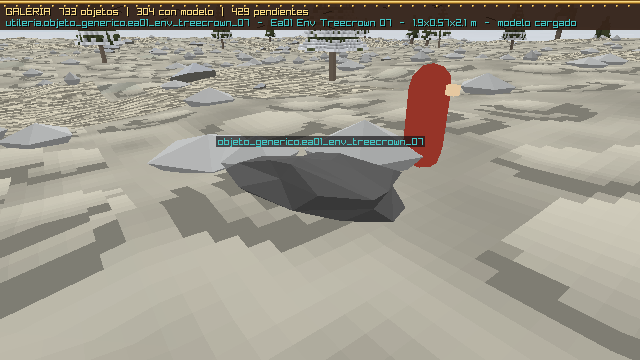 GALERIA 733 objetos | 304 con modelo | 429 pendientes
utileria.objeto_generico.ea01_env_treecrown_07 - Ea01 Env Treecrown 07 - 1.9x0.57x2.1 m - modelo cargado
objeto_generico.ea01_env_treecrown_07